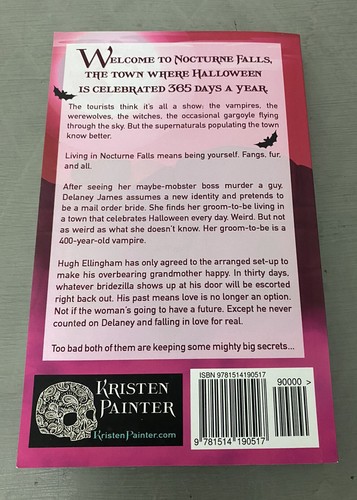 WELCOME TO NOCTURNE FALLS,
THE TOWN WHERE HALLOWEEN
IS CELEBRATED 365 DAYS A YEAR.
The tourists think it's all a show: the vampires, the
werewolves, the witches, the occasional gargoyle flying
through the sky. But the supernaturals populating the town
know better.
Living in Nocturne Falls means being yourself. Fangs, fur,
and all.
After seeing her maybe-mobster boss murder a guy,
Delaney James assumes a new identity and pretends to
be a mail order bride. She finds her groom-to-be living in
a town that celebrates Halloween every day. Weird. But not
as weird as what she doesn't know. Her groom-to-be is a
400-year-old vampire.
Hugh Ellingham has only agreed to the arranged set-up to
make his overbearing grandmother happy. In thirty days,
whatever bridezilla shows up at his door will be escorted
right back out. His past means love is no longer an option.
Not if the woman's going to have a future. Except he never
counted on Delaney and falling in love for real.
Too bad both of them are keeping some mighty big secrets...
KRISTEN
PAINTER
KristenPainter.com
ISBN 9781514190517
90000 >
9 781514 190517